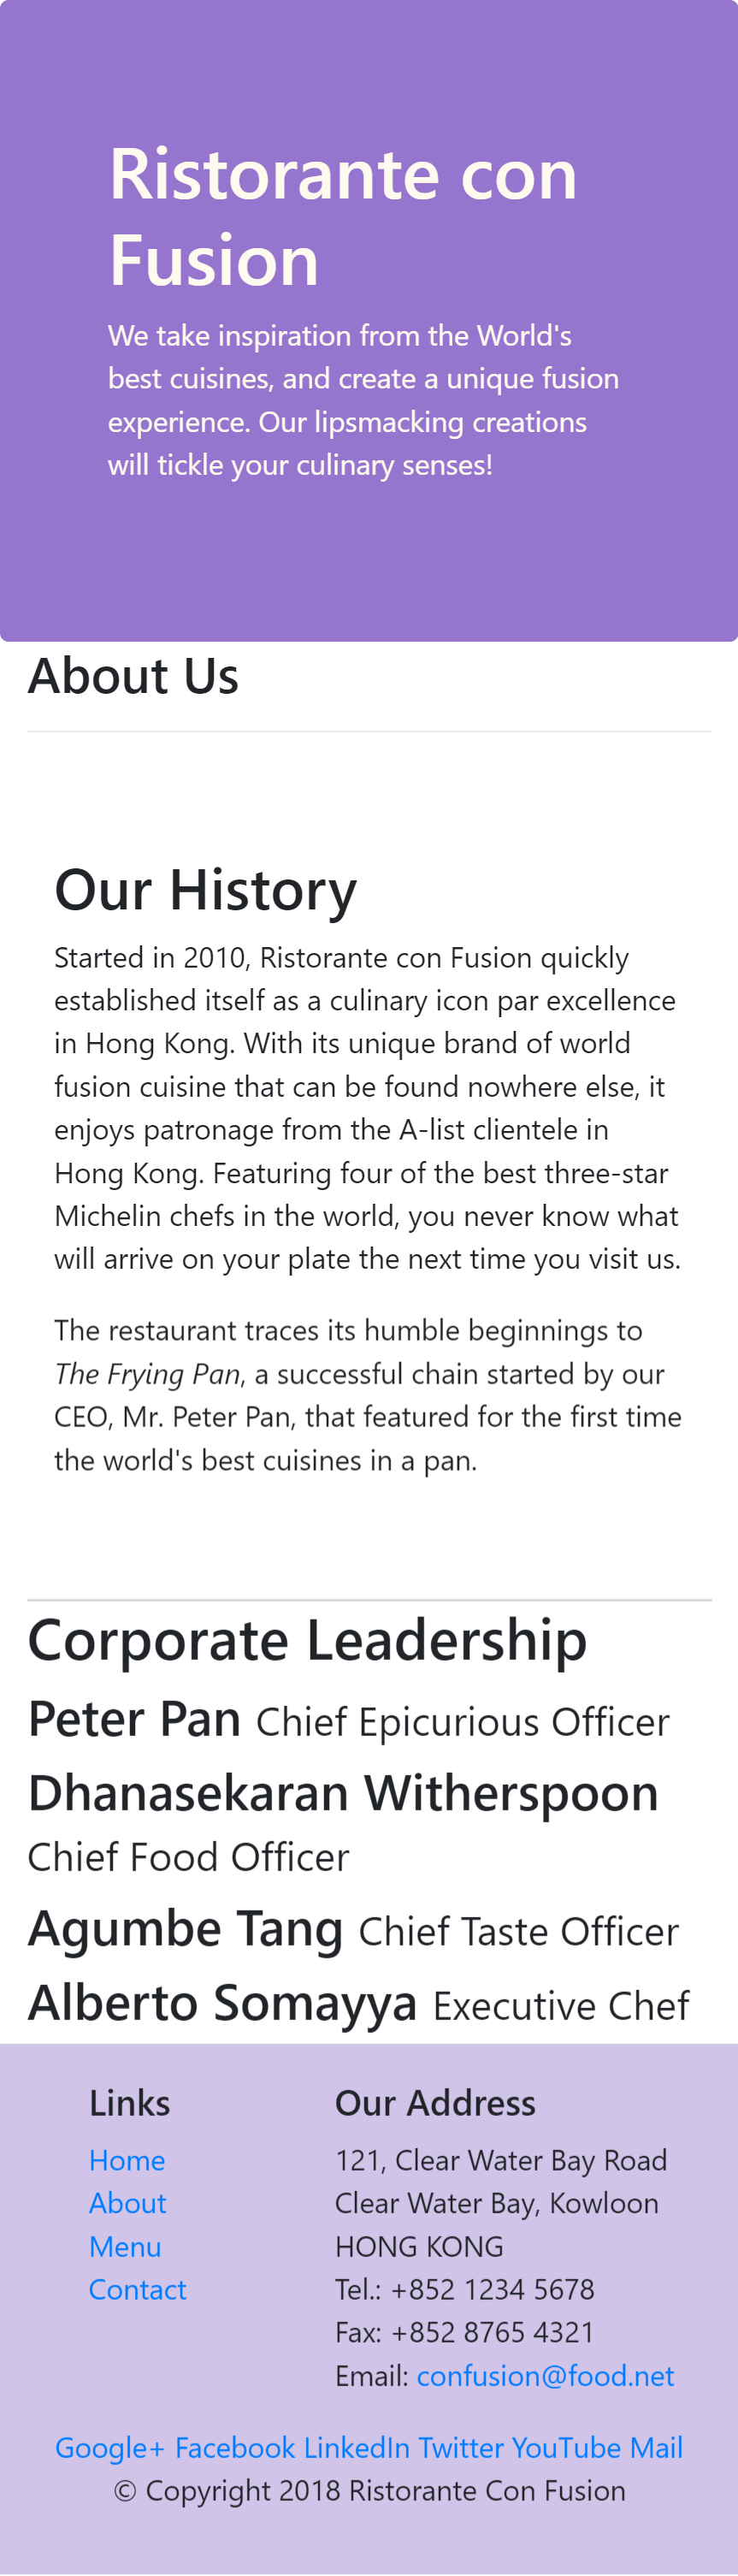 Ristorante con
Fusion
We take inspiration from the World's
best cuisines, and create a unique fusion
experience. Our lipsmacking creations
will tickle your culinary senses!
About Us
Our History
Started in 2010, Ristorante con Fusion quickly
established itself as a culinary icon par excellence
in Hong Kong. With its unique brand of world
fusion cuisine that can be found nowhere else, it
enjoys patronage from the A-list clientele in
Hong Kong. Featuring four of the best three-star
Michelin chefs in the world, you never know what
will arrive on your plate the next time you visit us.
The restaurant traces its humble beginnings to
The Frying Pan, a successful chain started by our
CEO, Mr. Peter Pan, that featured for the first time
the world's best cuisines in a pan.
Corporate Leadership
Peter Pan Chief Epicurious Officer
Dhanasekaran Witherspoon
Chief Food Officer
Agumbe Tang Chief Taste Officer
Alberto Somayya Executive Chef
Links
Home
About
Menu
Contact
Our Address
121, Clear Water Bay Road
Clear Water Bay, Kowloon
HONG KONG
Tel.: +852 1234 5678
Fax: +852 8765 4321
Email: confusion@food.net
Google+ Facebook LinkedIn Twitter YouTube Mail
© Copyright 2018 Ristorante Con Fusion